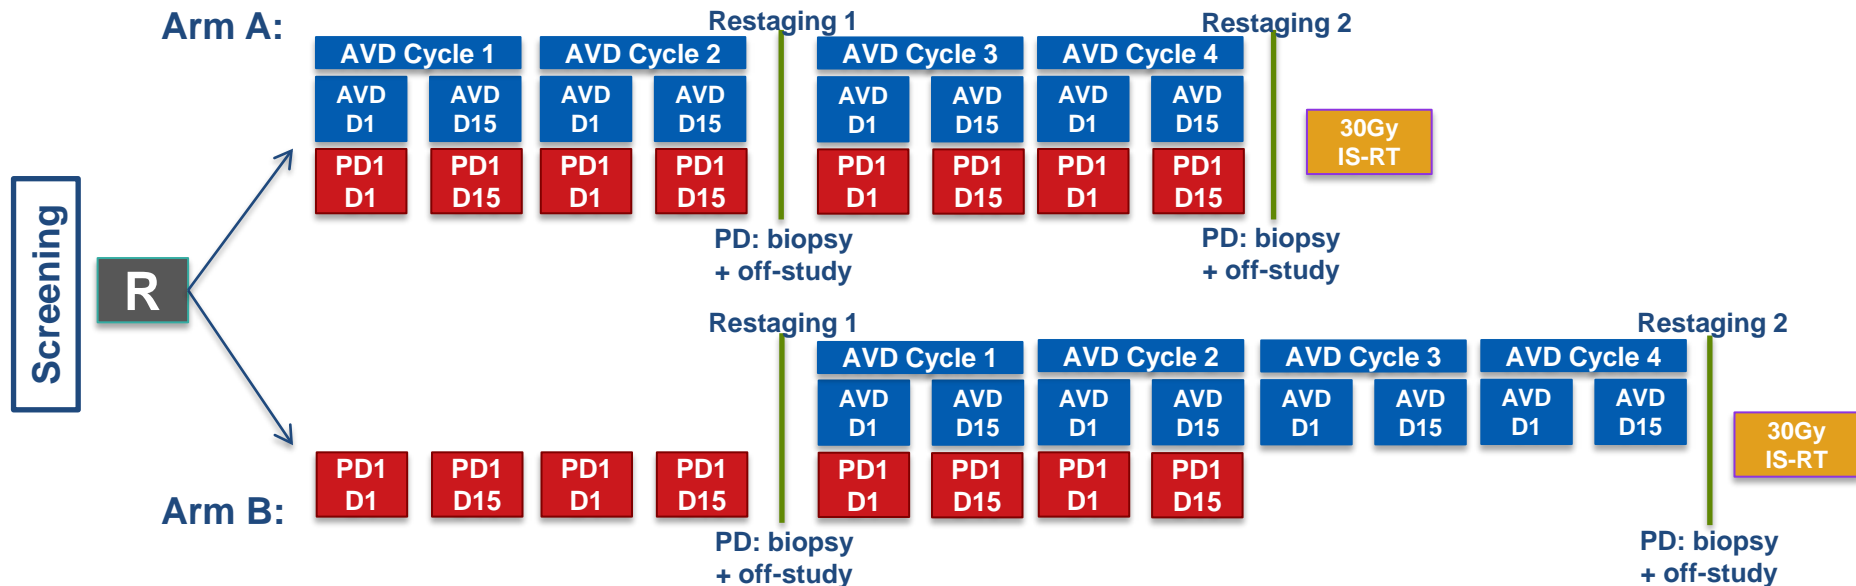 Screening
R
Arm A:
Restaging 1
Restaging 2
AVD Cycle 1
AVD Cycle 2
AVD Cycle 3
AVD Cycle 4
AVD
D1
AVD
D15
AVD
D1
AVD
D15
AVD
D1
AVD
D15
AVD
D1
AVD
D15
PD1
D1
PD1
D15
PD1
D1
PD1
D15
PD1
D1
PD1
D15
PD1
D1
PD1
D15
30Gy
IS-RT
PD: biopsy
+ off-study
PD: biopsy
+ off-study
Restaging 1
Restaging 2
AVD Cycle 1
AVD Cycle 2
AVD Cycle 3
AVD Cycle 4
AVD
D1
AVD
D15
AVD
D1
AVD
D15
AVD
D1
AVD
D15
AVD
D1
AVD
D15
30Gy
IS-RT
Arm B:
PD1
D1
PD1
D15
PD1
D1
PD1
D15
PD1
D1
PD1
D15
PD1
D1
PD1
D15
PD: biopsy
+ off-study
PD: biopsy
+ off-study